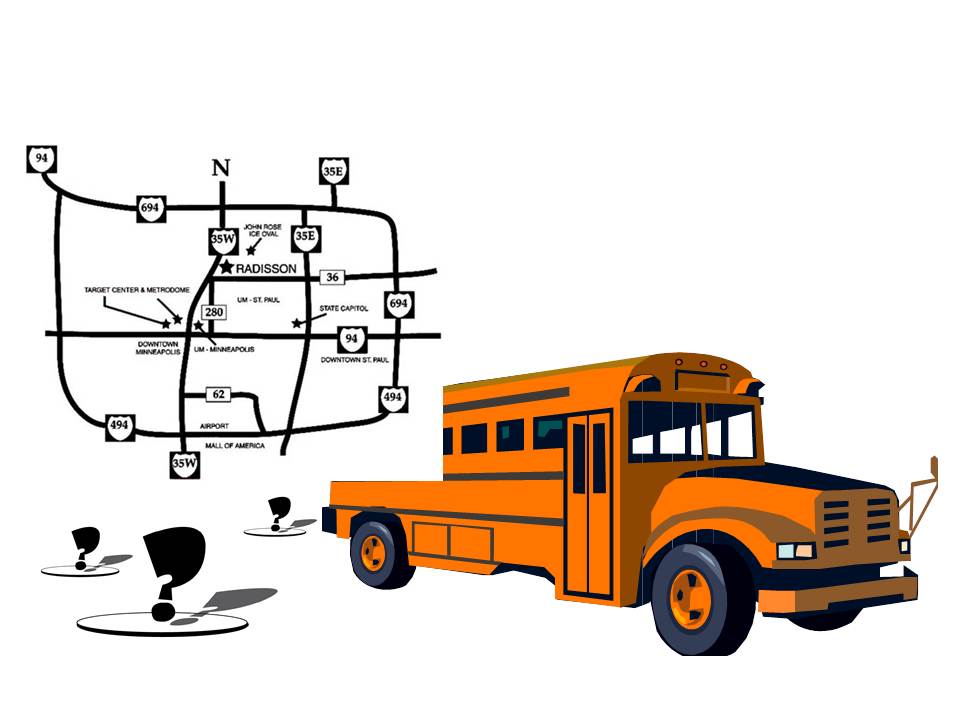 94
N
35E
694
JOHN ROSE
ICE OVAL
35W
35E
RADISSON
36
TARGET CENTER & METRODOME
UM - ST. PAUL
694
280
STATE CAPITOL
DOWNTOWN
MINNEAPOLIS
UM - MINNEAPOLIS
94
DOWNTOWN ST. PAUL
62
494
494
AIRPORT
MALL OF AMERICA
35W